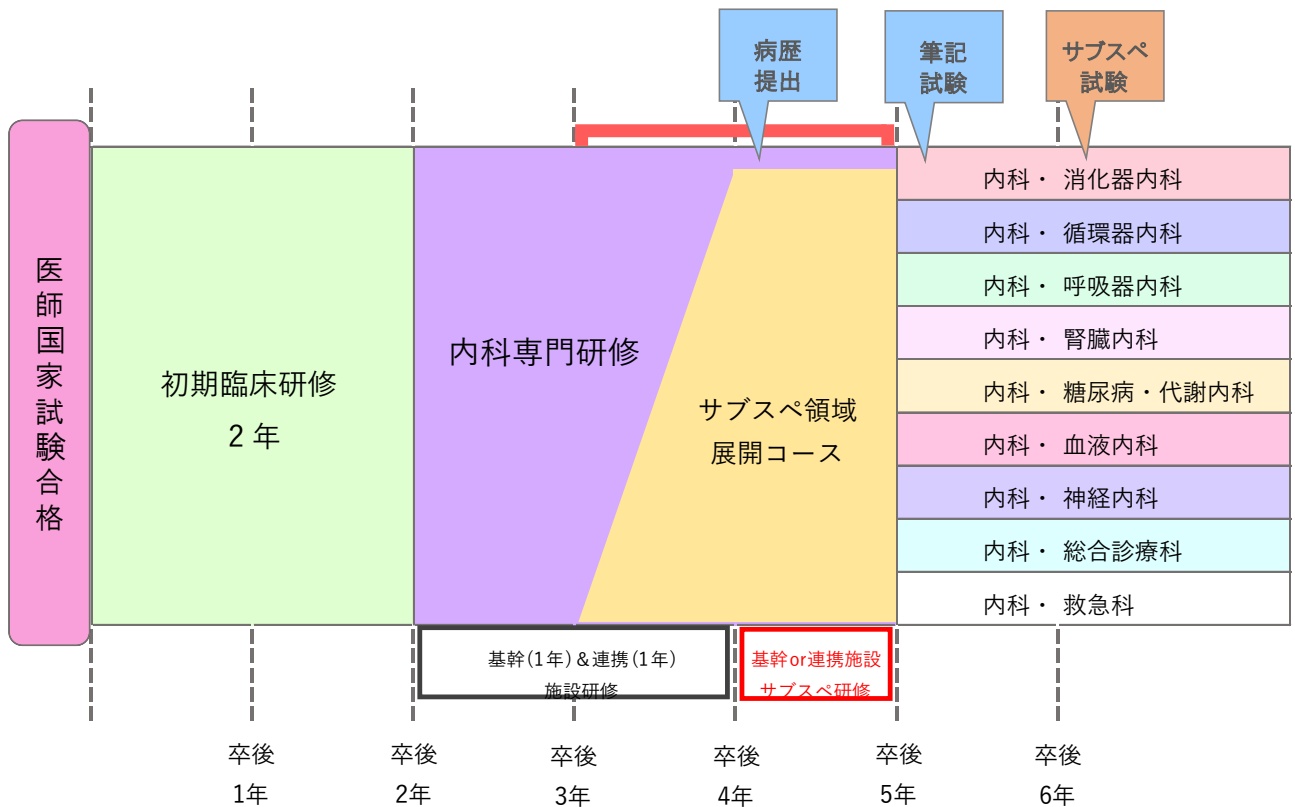 病歴
提出
筆記
試験
サブスペ
試験
医師国家試験合格
初期臨床研修
2年
内科専門研修
サブスペ領域
展開コース
内科・ 消化器内科
内科・ 循環器内科
内科・ 呼吸器内科
内科・ 腎臓内科
内科・ 糖尿病・代謝内科
内科・ 血液内科
内科・ 神経内科
内科・ 総合診療科
内科・ 救急科
基幹(1年)&連携(1年)
施設研修
基幹or連携施設
サブスペ研修
卒後
1年
卒後
2年
卒後
3年
卒後
4年
卒後
5年
卒後
6年